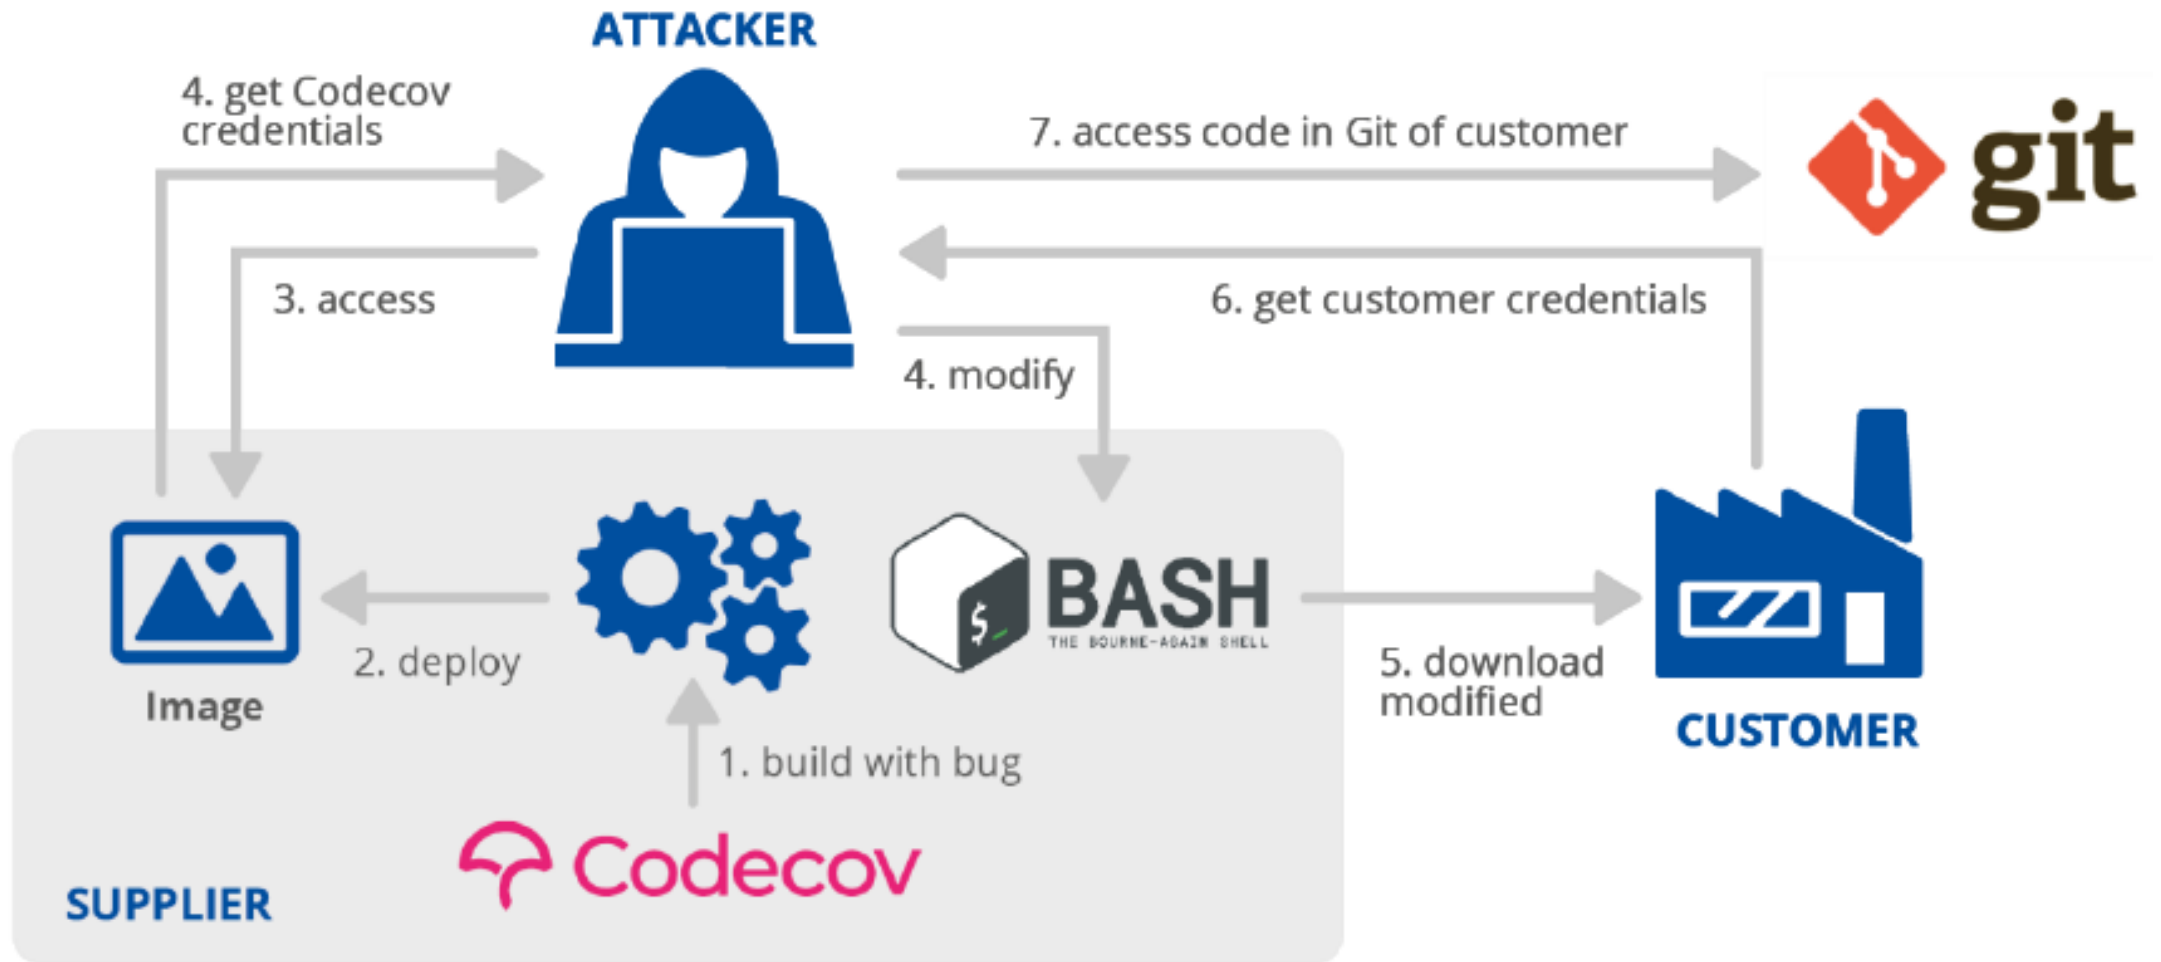 ATTACKER
4. get Codecov
credentials
7. access code in Git of customer
git
3. access
6. get customer credentials
4. modify
$_
BASH
THE BOURNE-AGAIN SHELL
2. deploy
5. download
modified
Image
CUSTOMER
1. build with bug
Codecov
SUPPLIER